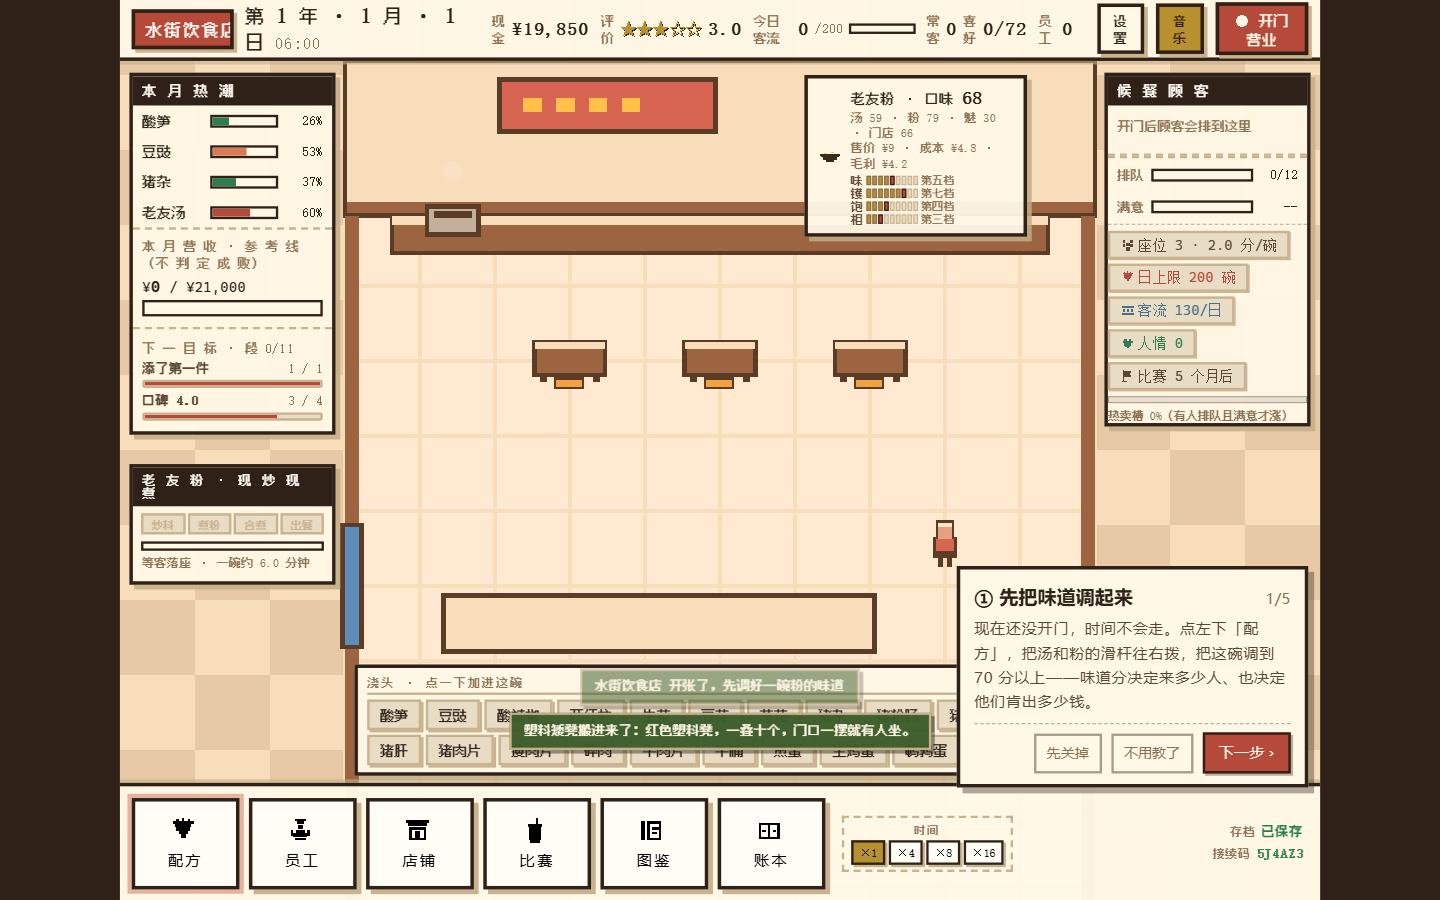 水街饮食店
第 1 年 · 1 月 · 1 日 06:00
现金 ¥19,850
评价 3.0
今日客流 0 /200
常客 0
喜好 0/72
员工 0
设置
音乐
开门营业
本月热潮
酸笋 26%
豆豉 53%
猪杂 37%
老友汤 60%
本月营收 · 参考线
（不判定成败）
¥0 / ¥21,000
下一目标 · 段 0/11
添了第一件 1 / 1
口碑 4.0 3 / 4
老友粉 · 现炒现煮
炒料 煮粉 合煮 出餐
等客落座 · 一碗约 6.0 分钟
老友粉 · 口味 68
汤 59 · 粉 79 · 魅 30
· 门店 66
售价 ¥9 · 成本 ¥4.8 ·
毛利 ¥4.2
味 第五档
镬 第七档
饱 第四档
相 第三档
候餐顾客
开门后顾客会排到这里
排队 0/12
满意 --
座位 3 · 2.0 分/碗
日上限 200 碗
客流 130/日
人情 0
比赛 5 个月后
热卖槽 0%（有人排队且满意才涨）
浇头 · 点一下加进这碗
水街饮食店 开张了，先调好一碗粉的味道
酸笋 豆豉
塑料矮凳搬进来了：红色塑料凳，一叠十个，门口一摆就有人坐。
猪肝 猪肉片
① 先把味道调起来 1/5
现在还没开门，时间不会走。点左下「配
方」，把汤和粉的滑杆往右拨，把这碗调到
70 分以上——味道分决定来多少人、也决定
他们肯出多少钱。
先关掉 不用教了 下一步 ›
配方 员工 店铺 比赛 图鉴 账本
时间
×1 ×4 ×8 ×16
存档 已保存
接续码 5J4AZ3